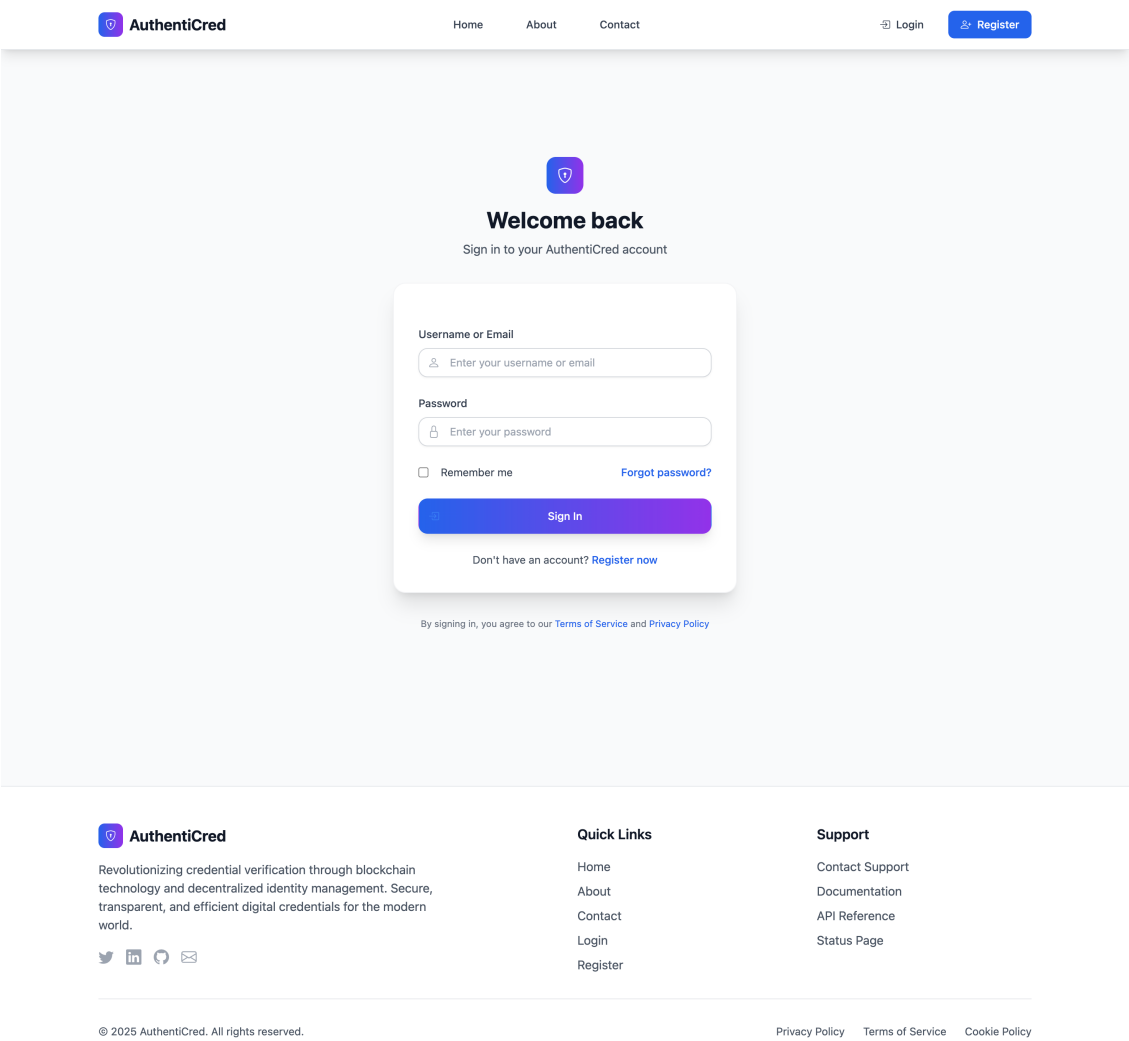 AuthentiCred
Home About Contact
Login Register
Welcome back
Sign in to your AuthentiCred account
Username or Email
Enter your username or email
Password
Enter your password
Remember me Forgot password?
Sign In
Don't have an account? Register now
By signing in, you agree to our Terms of Service and Privacy Policy
AuthentiCred
Revolutionizing credential verification through blockchain
technology and decentralized identity management. Secure,
transparent, and efficient digital credentials for the modern
world.
Quick Links
Home
About
Contact
Login
Register
Support
Contact Support
Documentation
API Reference
Status Page
© 2025 AuthentiCred. All rights reserved.
Privacy Policy Terms of Service Cookie Policy